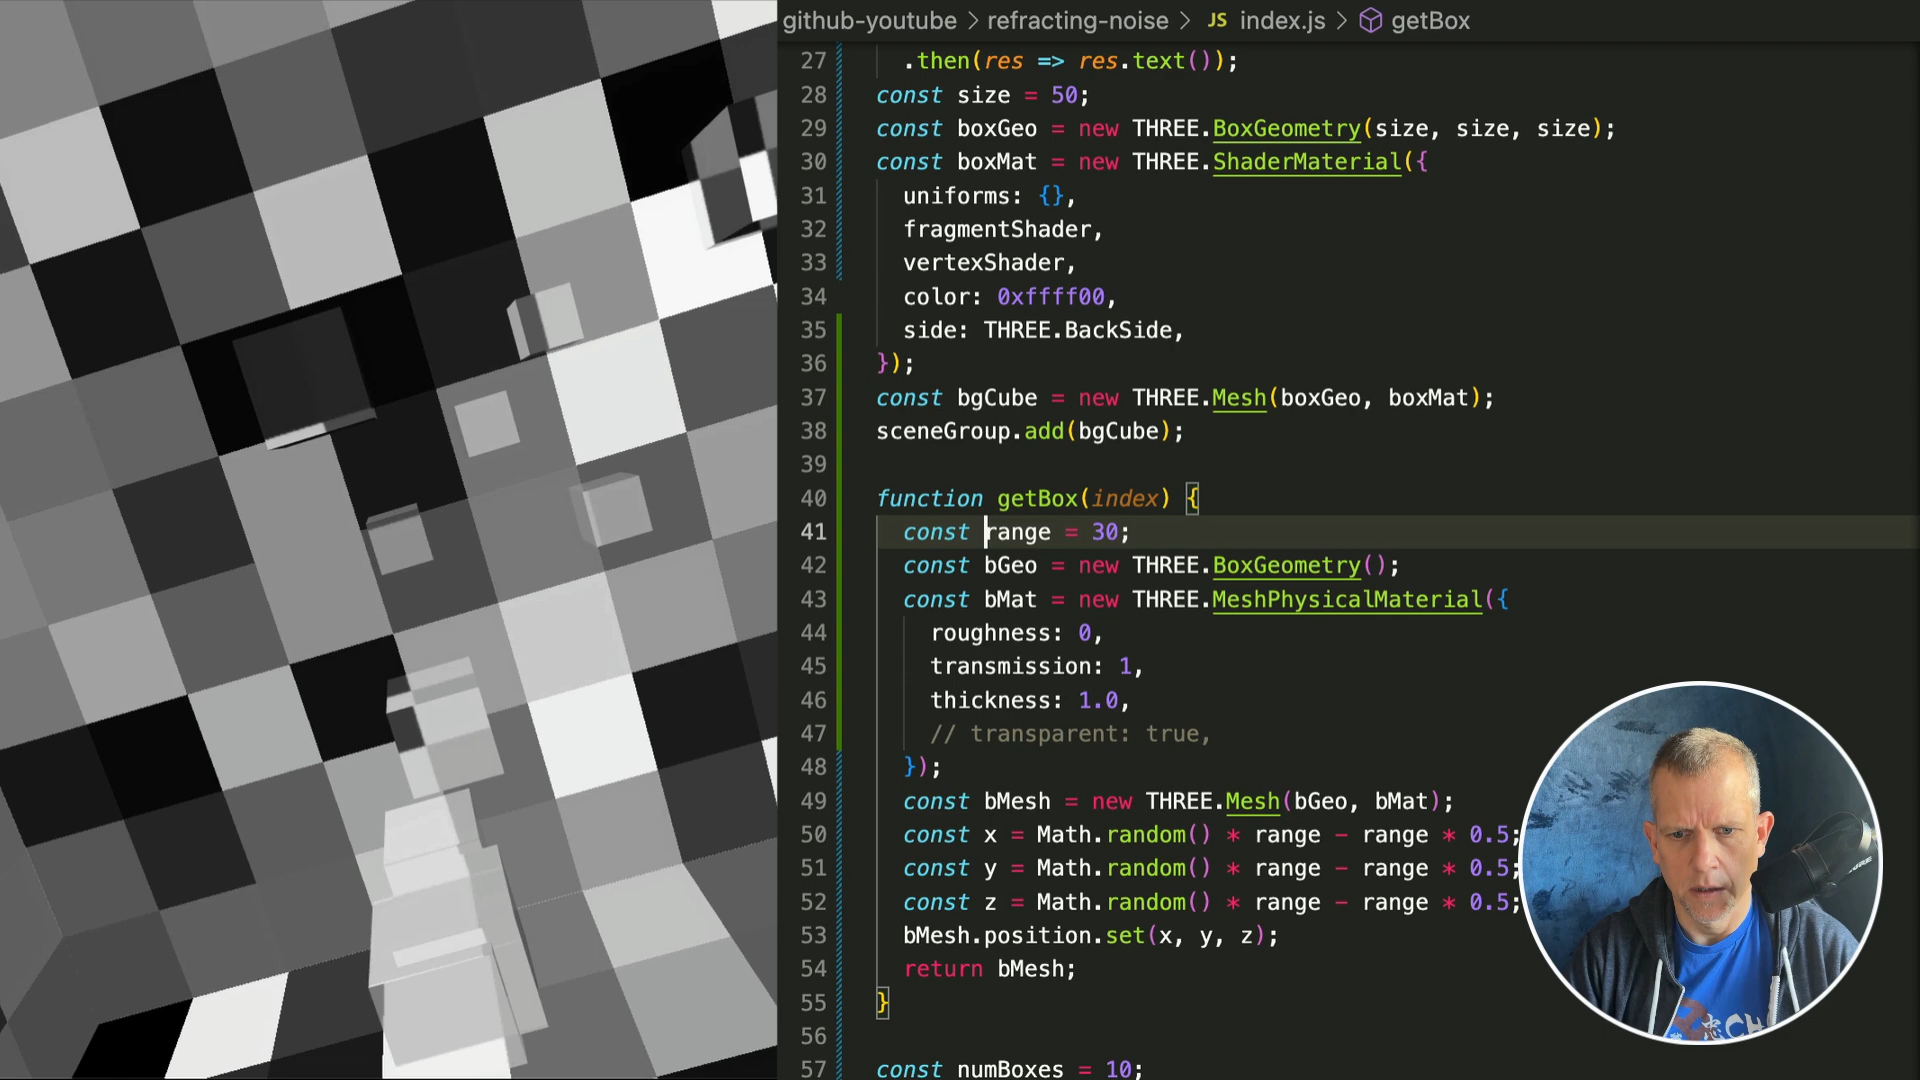 github-youtube > refracting-noise > JS index.js > getBox
27 .then(res => res.text());
28 const size = 50;
29 const boxGeo = new THREE.BoxGeometry(size, size, size);
30 const boxMat = new THREE.ShaderMaterial({
31 uniforms: {},
32 fragmentShader,
33 vertexShader,
34 color: 0xffff00,
35 side: THREE.BackSide,
36 });
37 const bgCube = new THREE.Mesh(boxGeo, boxMat);
38 sceneGroup.add(bgCube);
39
40 function getBox(index) {
41 const range = 30;
42 const bGeo = new THREE.BoxGeometry();
43 const bMat = new THREE.MeshPhysicalMaterial({
44 roughness: 0,
45 transmission: 1,
46 thickness: 1.0,
47 // transparent: true,
48 });
49 const bMesh = new THREE.Mesh(bGeo, bMat);
50 const x = Math.random() * range - range * 0.5;
51 const y = Math.random() * range - range * 0.5;
52 const z = Math.random() * range - range * 0.5;
53 bMesh.position.set(x, y, z);
54 return bMesh;
55 }
56
57 const numBoxes = 10;